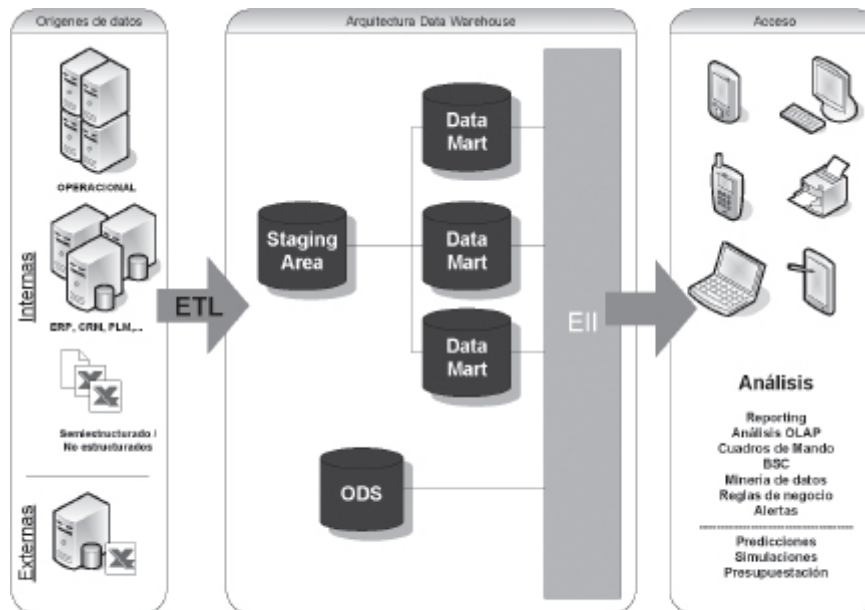 Orígenes de datos
OPERACIONAL
Internas
ERP, CRM, PLM,...
Semiestructurado /
No estructurados
Externas
ETL
Arquitectura Data Warehouse
Data
Mart
Staging
Area
Data
Mart
Data
Mart
ODS
EII
Acceso
Análisis
Reporting
Análisis OLAP
Cuadros de Mando
BSC
Minería de datos
Reglas de negocio
Alertas
Predicciones
Simulaciones
Presupuestación